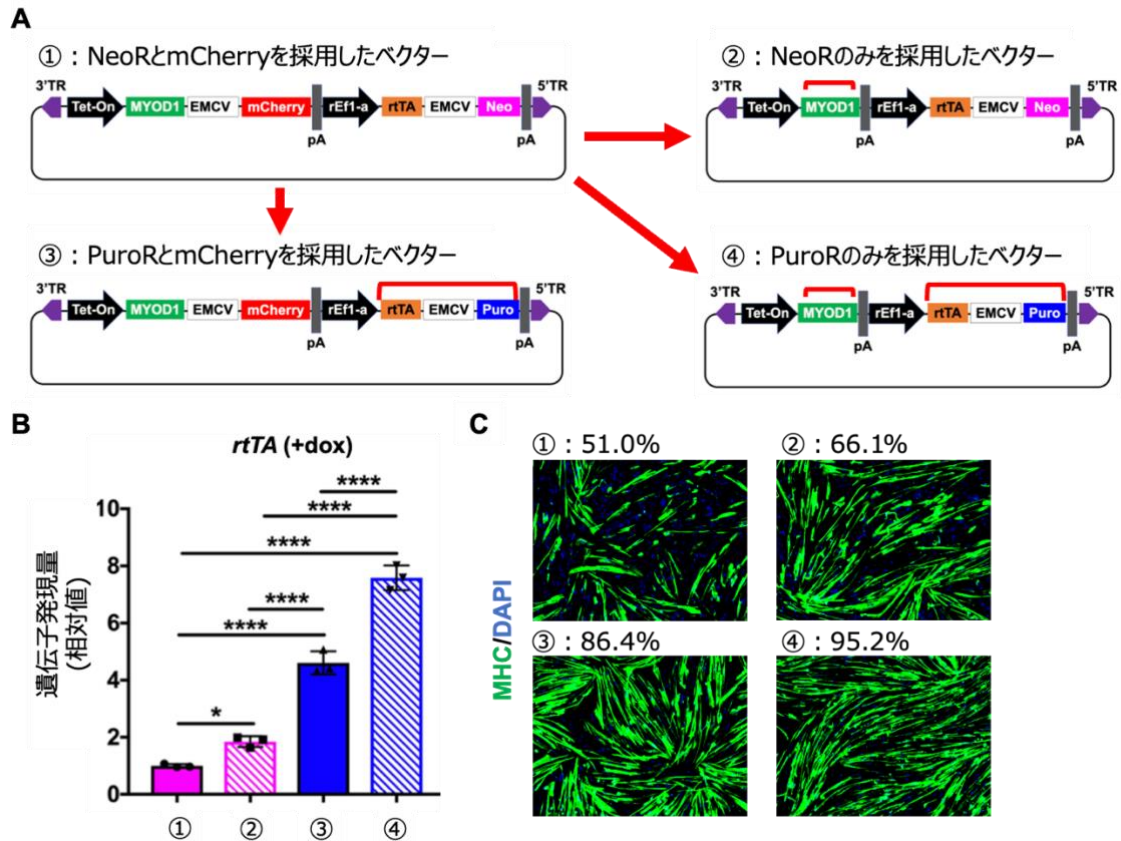 A
①：NeoRとmCherryを採用したベクター
3'TR
5'TR
Tet-On
MYOD1
EMCV
mCherry
rEf1-a
rtTA
EMCV
Neo
pA
pA
②：NeoRのみを採用したベクター
3'TR
5'TR
Tet-On
MYOD1
rEf1-a
rtTA
EMCV
Neo
pA
pA
③：PuroRとmCherryを採用したベクター
3'TR
5'TR
Tet-On
MYOD1
EMCV
mCherry
rEf1-a
rtTA
EMCV
Puro
pA
pA
④：PuroRのみを採用したベクター
3'TR
5'TR
Tet-On
MYOD1
rEf1-a
rtTA
EMCV
Puro
pA
pA
B
rtTA (+dox)
遺伝子発現量
(相対値)
10
8
6
4
2
0
****
****
****
****
****
*
①
②
③
④
C
①：51.0%
②：66.1%
③：86.4%
④：95.2%
MHC/DAPI